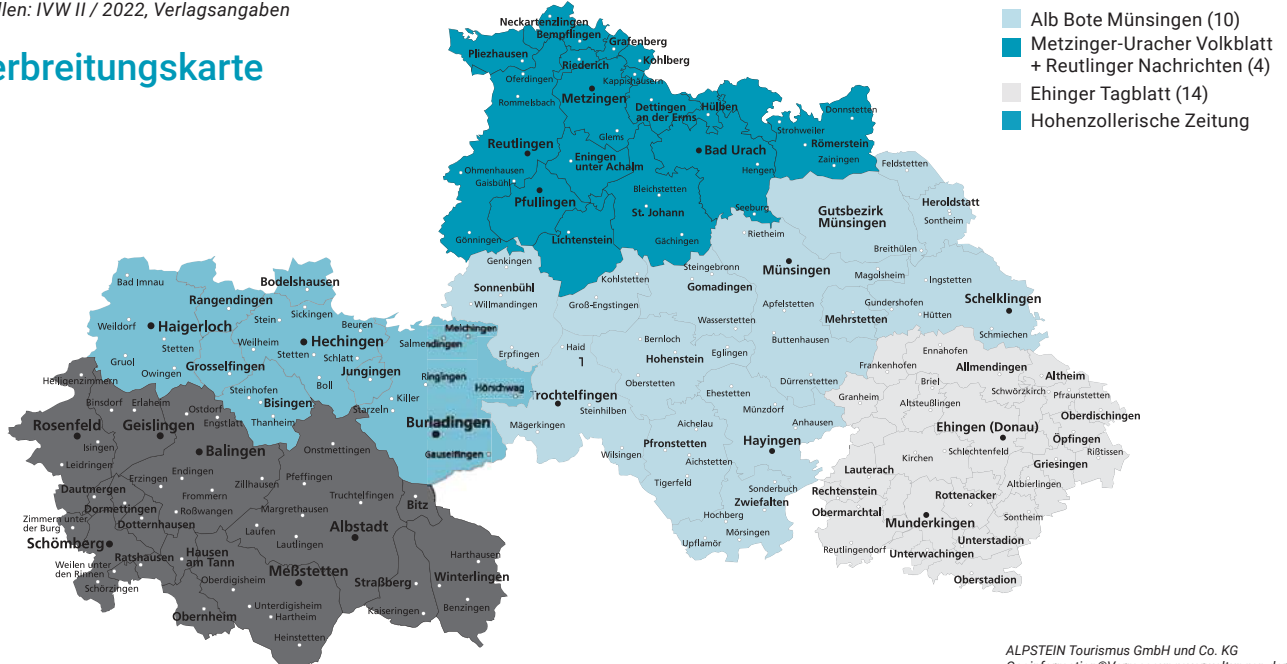 llen: IVW II / 2022, Verlagsangaben
erbreitungskarte
Alb Bote Münsingen (10)
Metzinger-Uracher Volkblatt
+ Reutlinger Nachrichten (4)
Ehinger Tagblatt (14)
Hohenzollerische Zeitung
Neckartenzlingen
Bempflingen
Grafenberg
Pliezhausen
Riederich
Kohlberg
Oferdingen
Kappishäusern
Rommelsbach
Metzingen
Dettingen
an der Erms
Hülben
Donnstetten
Glems
Strohweiler
Reutlingen
Bad Urach
Römerstein
Eningen
unter Achalm
Zainingen
Ohmenhausen
Hengen
Feldstetten
Gaisbühl
Bleichstetten
Pfullingen
St. Johann
Seeburg
Gutsbezirk
Münsingen
Heroldstatt
Sontheim
Gönningen
Lichtenstein
Gächingen
Rietheim
Breithülen
Genkingen
Steingebronn
Münsingen
Kohlstetten
Magolsheim
Ingstetten
Sonnenbühl
Gomadingen
Willmandingen
Groß-Engstingen
Apfelstetten
Gundershofen
Schelklingen
Wasserstetten
Mehrstetten
Hütten
Schmiechen
Buttenhausen
Bad Imnau
Bodelshausen
Rangendingen
Sickingen
Weildorf
Haigerloch
Stein
Beuren
Melchingen
Hechingen
Salmendingen
Stetten
Weilheim
Stetten
Schlatt
Erpfingen
Haid
1
Bernloch
Eglingen
Hohenstein
Gruol
Owingen
Grosselfingen
Jungingen
Ringingen
Boll
Hörschwag
Oberstetten
Dürrenstetten
Ehestetten
Heiligenzimmern
Steinhofen
Bisingen
Killer
Starzeln
rochtelfingen
Steinhilben
Münzdorf
Binsdorf
Erlaheim
Ostdorf
Engstlatt
Thanheim
Burladingen
Mägerkingen
Aichelau
Anhausen
Rosenfeld
Geislingen
Isingen
Balingen
Onstmettingen
Gauselfingen
Wilsingen
Pfronstetten
Hayingen
Aichstetten
Leidringen
Endingen
Erzingen
Zillhausen
Pfeffingen
Tigerfeld
Sonderbuch
Dautmergen
Frommern
Truchtelfingen
Bitz
Zwiefalten
Dormettingen
Roßwangen
Margrethausen
Hochberg
Zimmern unter
der Burg
Dotternhausen
Laufen
Albstadt
Mörsingen
Upflamör
Schömberg
Lautlingen
Ratshausen
Hausen
am Tann
Harthausen
Weilen unter
den Rinnen
Meßstetten
Straßberg
Winterlingen
Schörzingen
Oberdigisheim
Unterdigisheim
Hartheim
Kaiseringen
Benzingen
Obernheim
Heinstetten
Ennahofen
Frankenhofen
Allmendingen
Altheim
Briel
Schwörzkirch
Pfraunstetten
Granheim
Altsteußlingen
Oberdischingen
Ehingen (Donau)
Öpfingen
Rißtissen
Kirchen
Schlechtenfeld
Griesingen
Lauterach
Altbierlingen
Rechtenstein
Rottenacker
Obermarchtal
Munderkingen
Sontheim
Unterstadion
Reutlingendorf
Unterwachingen
Oberstadion
ALPSTEIN Tourismus GmbH und Co. KG